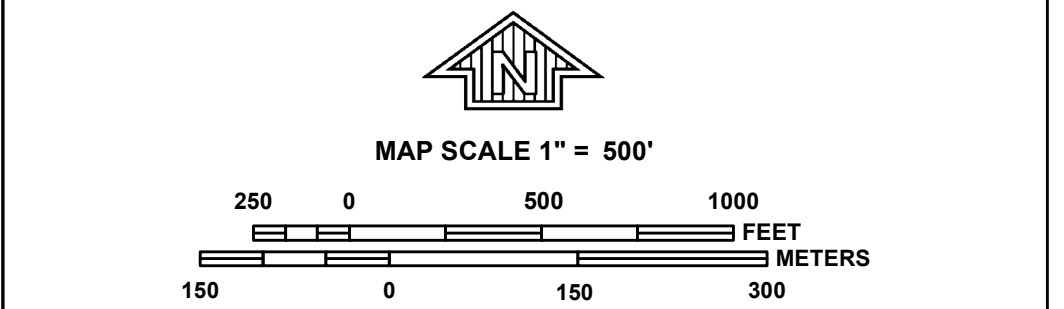 N
MAP SCALE 1" = 500'
250 0 500 1000
FEET
METERS
150 0 150 300